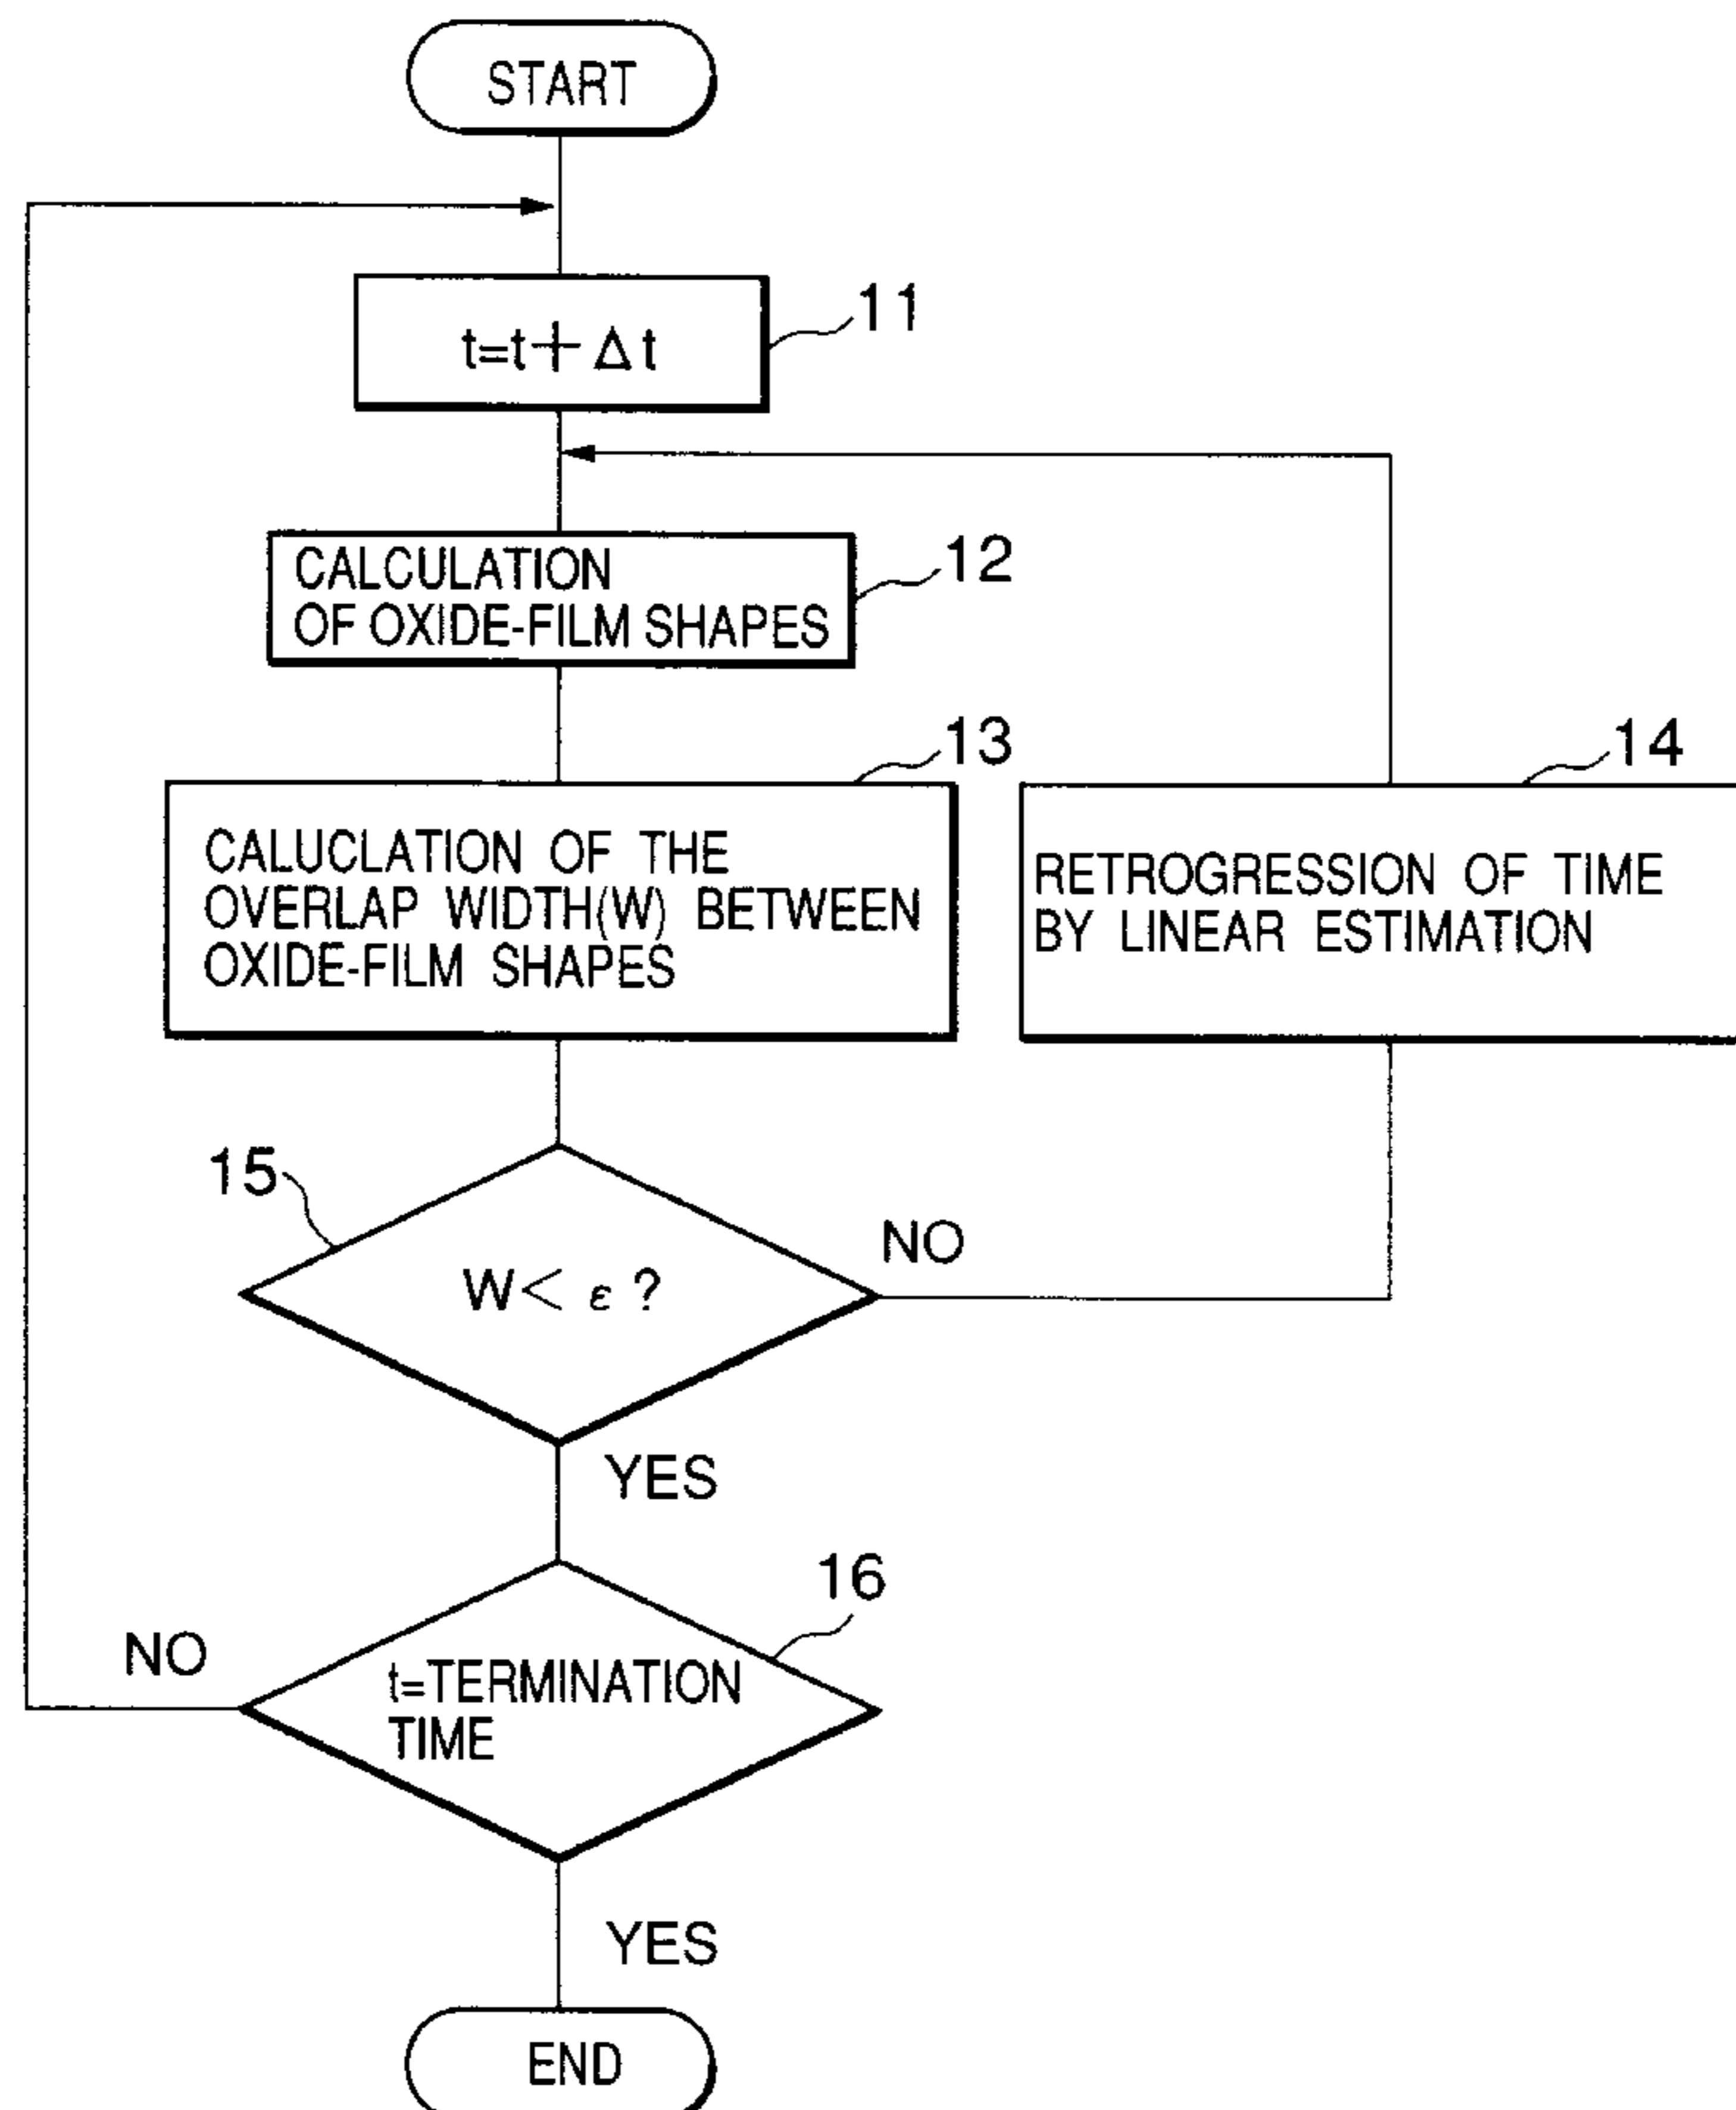 START
t=t+Δt
11
CALCULATION
OF OXIDE-FILM SHAPES
12
13
CALUCLATION OF THE
OVERLAP WIDTH(W) BETWEEN
OXIDE-FILM SHAPES
14
RETROGRESSION OF TIME
BY LINEAR ESTIMATION
15
W< ε ?
NO
YES
16
t=TERMINATION
TIME
NO
YES
END